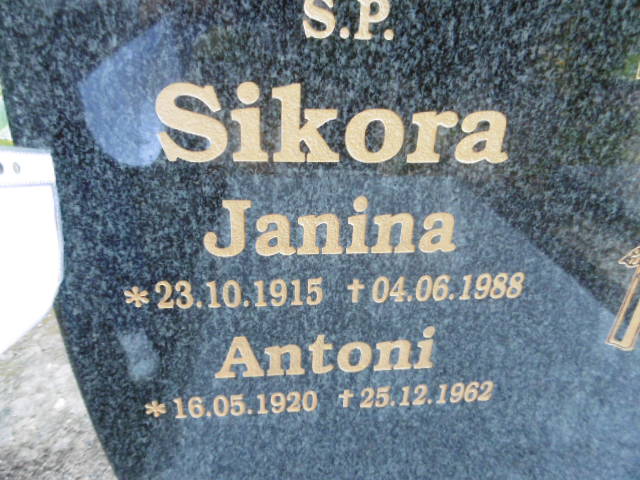 S.P.
Sikora
Janina
*23.10.1915 †04.06.1988
Antoni
*16.05.1920 †25.12.1962